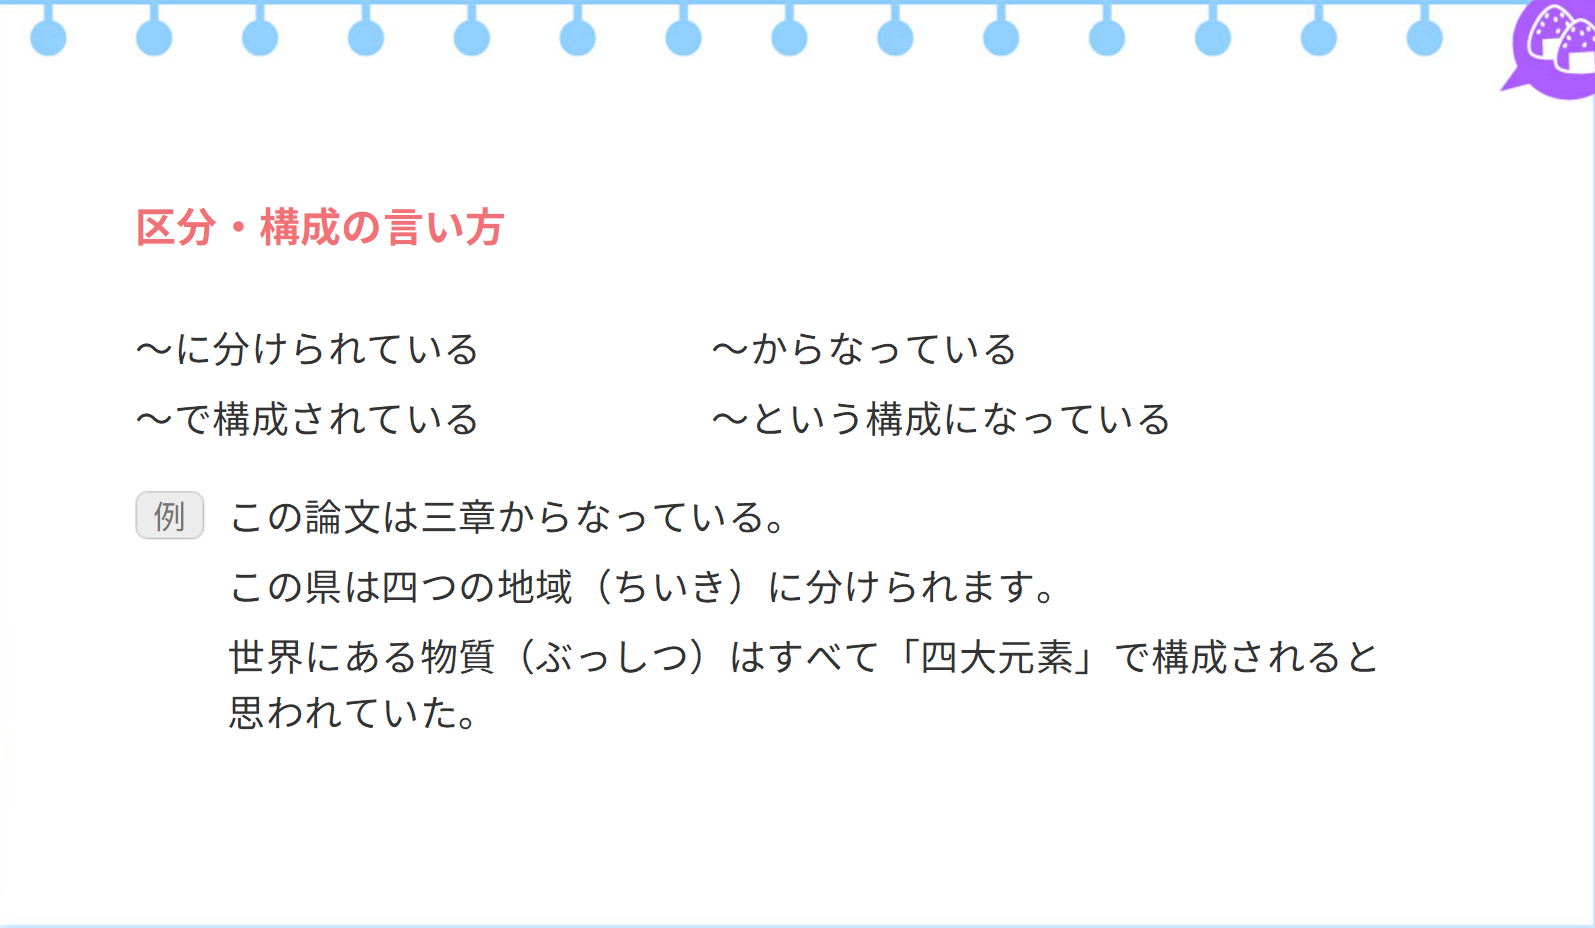 区分・構成の言い方
～に分けられている
～からなっている
～で構成されている
～という構成になっている
例
この論文は三章からなっている。
この県は四つの地域（ちいき）に分けられます。
世界にある物質（ぶっしつ）はすべて「四大元素」で構成されると
思われていた。